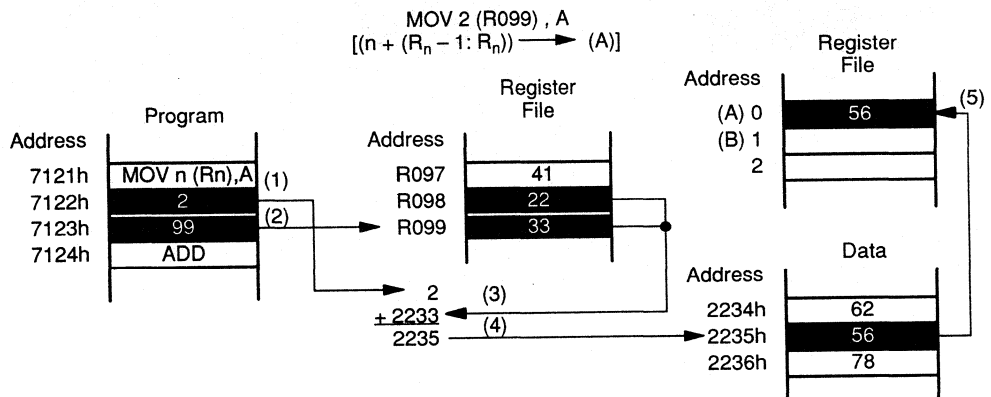 MOV 2 (R099) , A
[(n + (Rn − 1: Rn)) (A)]
Program
Address
7121h MOV n (Rn),A
7122h 2 (1)
7123h 99 (2)
7124h ADD
Register
File
Address
R097 41
R098 22
R099 33
2 (3)
+ 2233
2235 (4)
Register
File
Address
(A) 0 56 (5)
(B) 1
2
Data
Address
2234h 62
2235h 56
2236h 78